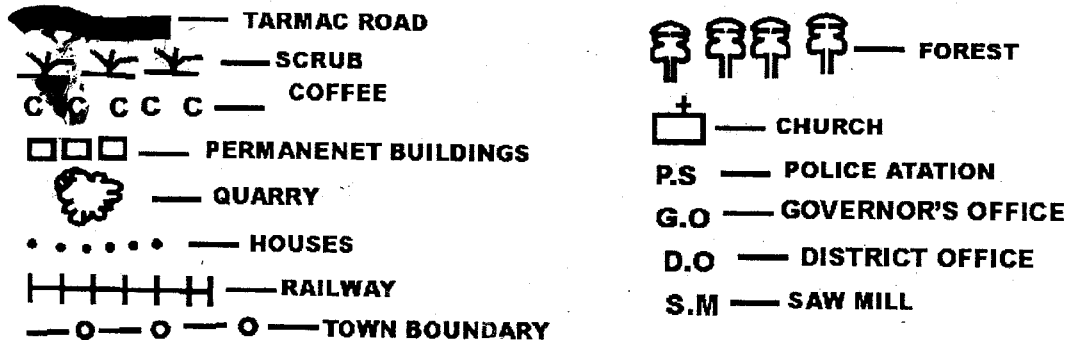 TARMAC ROAD
SCRUB
COFFEE
C C C C C
PERMANENET BUILDINGS
QUARRY
HOUSES
RAILWAY
TOWN BOUNDARY
FOREST
CHURCH
P.S POLICE ATATION
G.O GOVERNOR'S OFFICE
D.O DISTRICT OFFICE
S.M SAW MILL